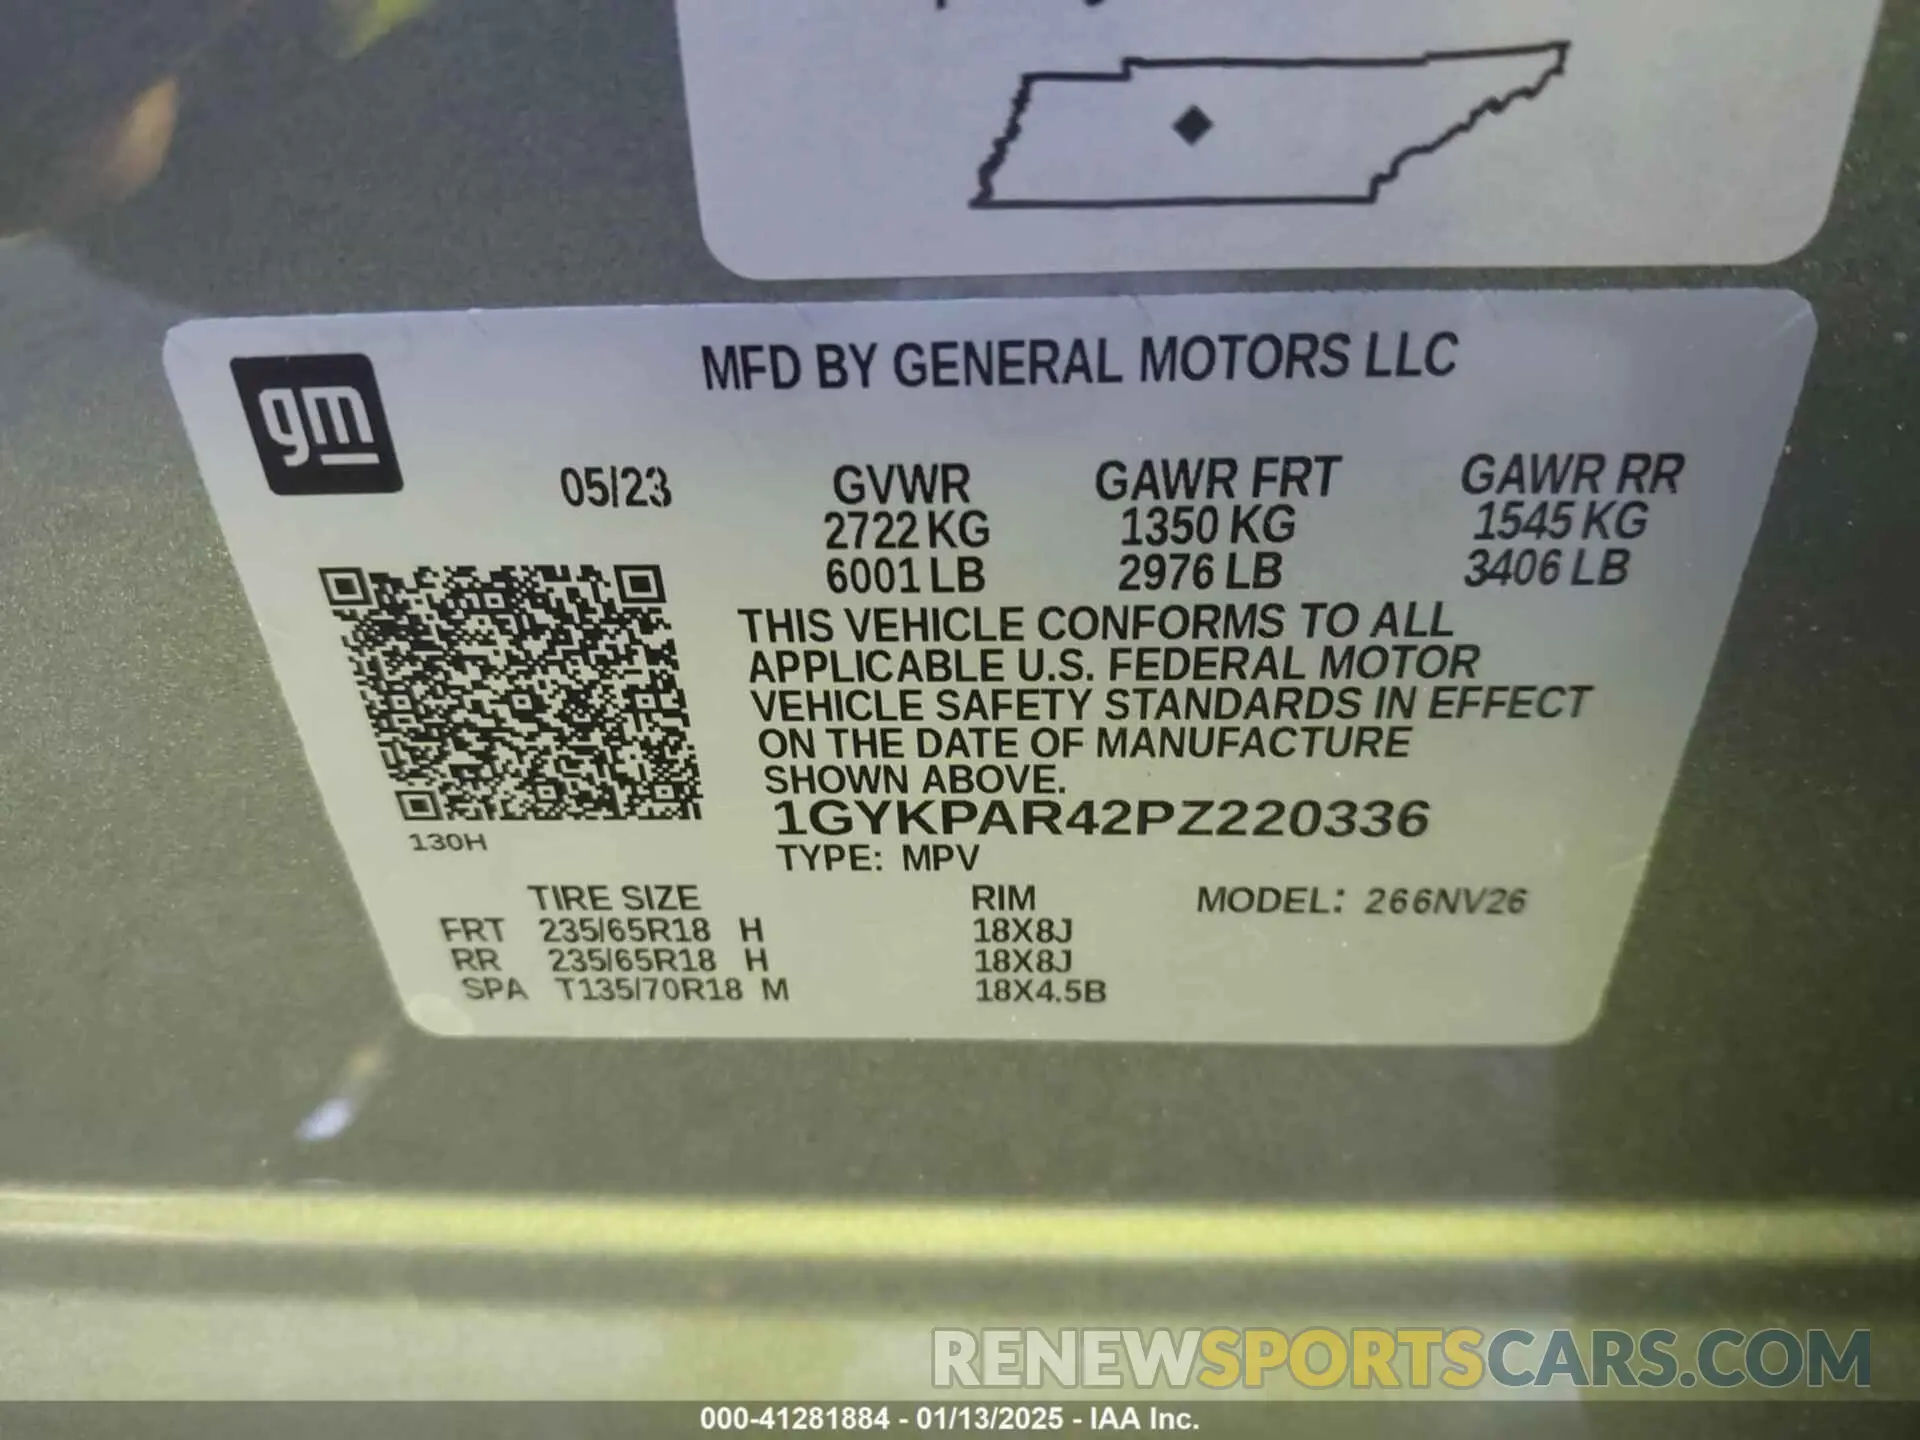 MFD BY GENERAL MOTORS LLC
gm
05/23 GVWR GAWR FRT GAWR RR
2722 KG 1350 KG 1545 KG
6001 LB 2976 LB 3406 LB
THIS VEHICLE CONFORMS TO ALL
APPLICABLE U.S. FEDERAL MOTOR
VEHICLE SAFETY STANDARDS IN EFFECT
ON THE DATE OF MANUFACTURE
SHOWN ABOVE.
1GYKPAR42PZ220336
130H
TYPE: MPV
TIRE SIZE RIM MODEL: 266NV26
FRT 235/65R18 H 18X8J
RR 235/65R18 H 18X8J
SPA T135/70R18 M 18X4.5B
RENEWSPORTSCARS.COM
000-41281884 - 01/13/2025 - IAA Inc.